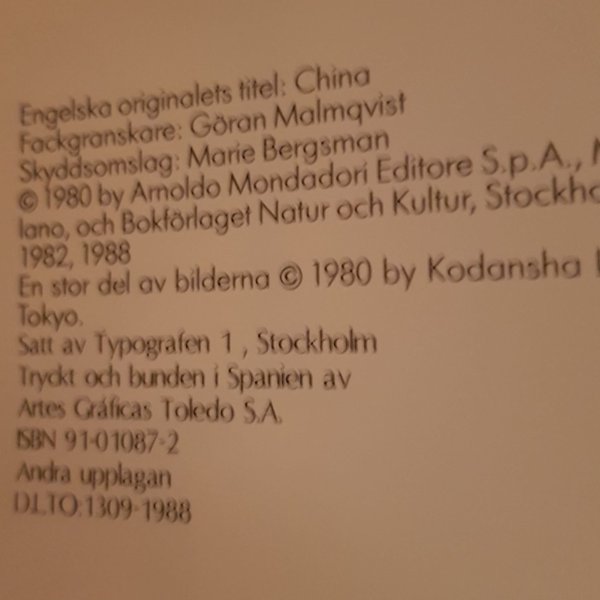 Engelska originalets titel: China
Fackgranskare: Göran Malmqvist
Skyddsomslag: Marie Bergsman
© 1980 by Arnoldo Mondadori Editore S.p.A.,
lano, och Bokförlaget Natur och Kultur, Stockho
1982, 1988
En stor del av bilderna © 1980 by Kodansha
Tokyo.
Satt av Typografen 1 , Stockholm
Tryckt och bunden i Spanien av
Artes Gráficas Toledo S.A.
ISBN 91-01087-2
Andra upplagan
D.L.TO:1309-1988